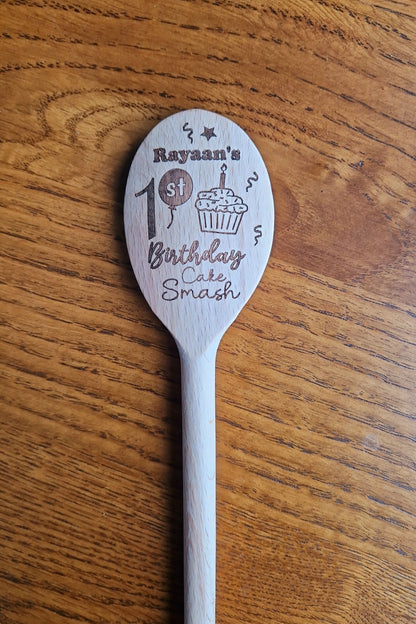 Rayaan's
1st
Birthday
Cake
Smash